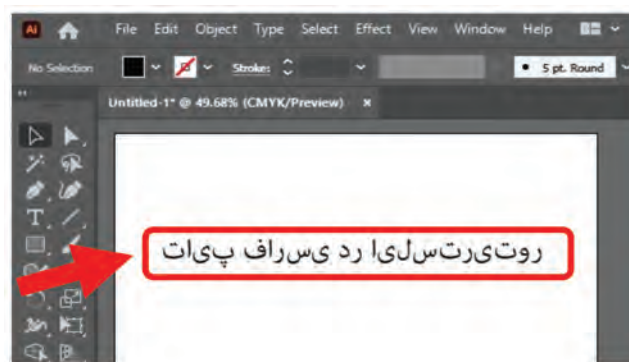 Ai File Edit Object Type Select Effect View Window Help
No Selection Stroke: 5 pt. Round
Untitled-1* @ 49.68% (CMYK/Preview) ×
روتیرتسلیا رد یسراف پیات